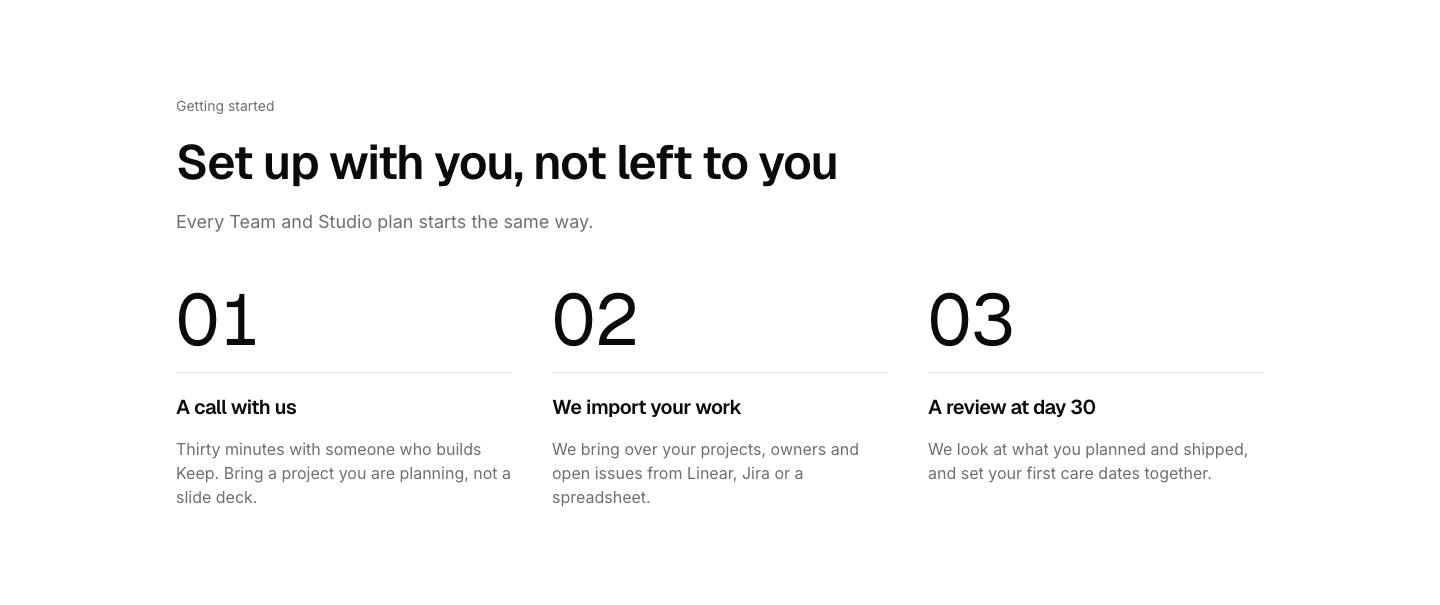 Getting started
Set up with you, not left to you
Every Team and Studio plan starts the same way.
01
A call with us
Thirty minutes with someone who builds
Keep. Bring a project you are planning, not a
slide deck.
02
We import your work
We bring over your projects, owners and
open issues from Linear, Jira or a
spreadsheet.
03
A review at day 30
We look at what you planned and shipped,
and set your first care dates together.